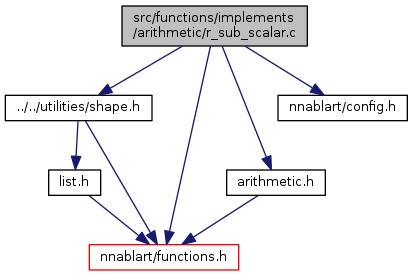 src/functions/implements
/arithmetic/r_sub_scalar.c
../../utilities/shape.h
nnablart/config.h
list.h
arithmetic.h
nnablart/functions.h